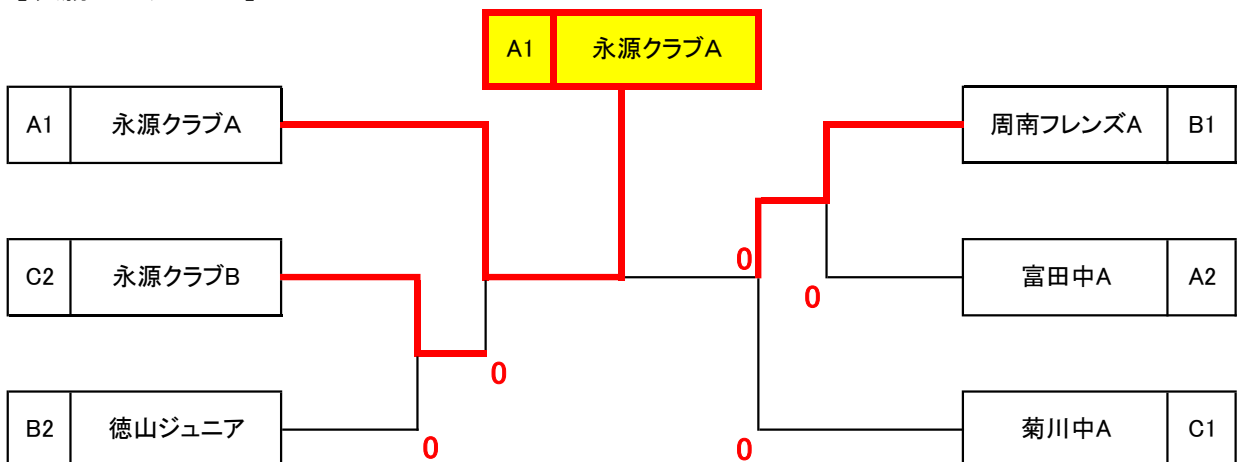 A1 永源クラブA
A1 永源クラブA
周南フレンズA B1
C2 永源クラブB
0
0
富田中A A2
0
B2 徳山ジュニア
0
0
菊川中A C1